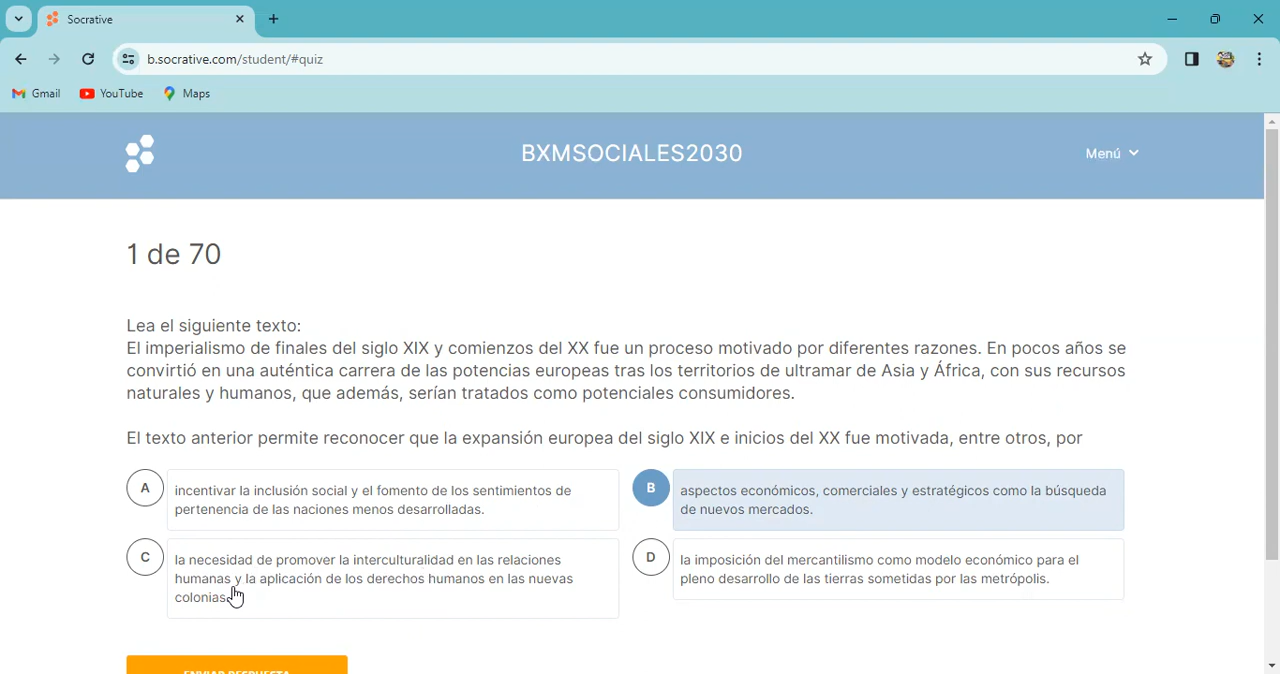 Socrative
b.socrative.com/student/#quiz
Gmail
YouTube
Maps
BXMSOCIALES2030
Menú
1 de 70
Lea el siguiente texto:
El imperialismo de finales del siglo XIX y comienzos del XX fue un proceso motivado por diferentes razones. En pocos años se
convirtió en una auténtica carrera de las potencias europeas tras los territorios de ultramar de Asia y África, con sus recursos
naturales y humanos, que además, serían tratados como potenciales consumidores.
El texto anterior permite reconocer que la expansión europea del siglo XIX e inicios del XX fue motivada, entre otros, por
A
incentivar la inclusión social y el fomento de los sentimientos de
pertenencia de las naciones menos desarrolladas.
B
aspectos económicos, comerciales y estratégicos como la búsqueda
de nuevos mercados.
C
la necesidad de promover la interculturalidad en las relaciones
humanas y la aplicación de los derechos humanos en las nuevas
colonias
D
la imposición del mercantilismo como modelo económico para el
pleno desarrollo de las tierras sometidas por las metrópolis.
ENVIAR RESPUESTA